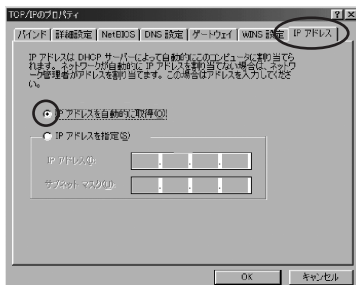 TCP/IPのプロパティ
バインド 詳細設定 NetBIOS DNS 設定 ゲートウェイ WINS 設定 IP アドレス
IP アドレスは DHCP サーバーによって自動的にこのコンピュータに割り当てら
れます。ネットワークが自動的に IP アドレスを割り当てない場合は、ネットワ
ーク管理者がアドレスを割り当てます。この場合はアドレスを入力してくださ
い。
IP アドレスを自動的に取得(O)
IP アドレスを指定(S)
IP アドレス(I):
サブネット マスク(U):
OK キャンセル